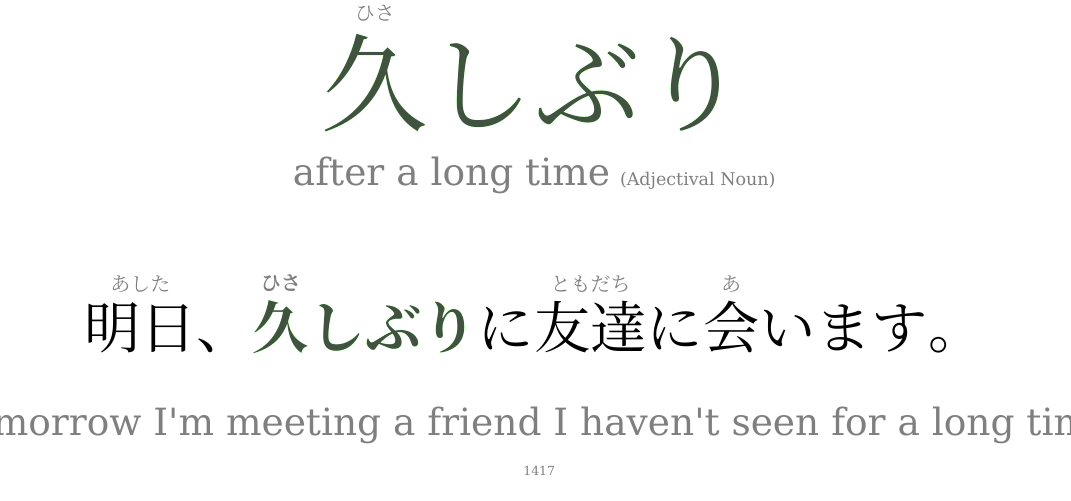 ひさ
久しぶり
after a long time (Adjectival Noun)
あした ひさ ともだち あ
明日、久しぶりに友達に会います。
morrow I'm meeting a friend I haven't seen for a long
1417